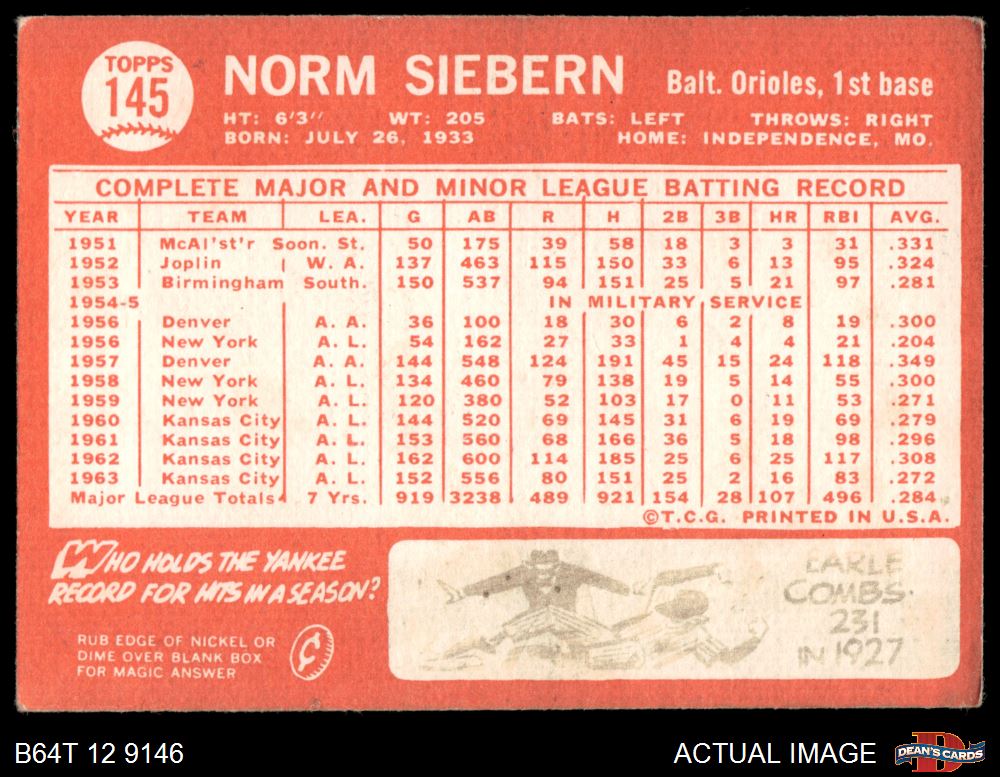 TOPPS
145
NORM SIEBERN Balt. Orioles, 1st base
HT: 6'3" WT: 205 BATS: LEFT THROWS: RIGHT
BORN: JULY 26, 1933 HOME: INDEPENDENCE, MO.
COMPLETE MAJOR AND MINOR LEAGUE BATTING RECORD
YEAR TEAM LEA. G AB R H 2B 3B HR RBI AVG.
1951 McAl'st'r Soon. St. 50 175 39 58 18 3 3 31 .331
1952 Joplin W. A. 137 463 115 150 33 6 13 95 .324
1953 Birmingham South. 150 537 94 151 25 5 21 97 .281
1954-5 IN MILITARY SERVICE
1956 Denver A. A. 36 100 18 30 6 2 8 19 .300
1956 New York A. L. 54 162 27 33 1 4 4 21 .204
1957 Denver A. A. 144 548 124 191 45 15 24 118 .349
1958 New York A. L. 134 460 79 138 19 5 14 55 .300
1959 New York A. L. 120 380 52 103 17 0 11 53 .271
1960 Kansas City A. L. 144 520 69 145 31 6 19 69 .279
1961 Kansas City A. L. 153 560 68 166 36 5 18 98 .296
1962 Kansas City A. L. 162 600 114 185 25 6 25 117 .308
1963 Kansas City A. L. 152 556 80 151 25 2 16 83 .272
Major League Totals 7 Yrs. 919 3238 489 921 154 28 107 496 .284
©T.C.G. PRINTED IN U.S.A.
WHO HOLDS THE YANKEE
RECORD FOR HITS IN A SEASON?
RUB EDGE OF NICKEL OR
DIME OVER BLANK BOX
FOR MAGIC ANSWER
EARLE
COMBS.
231
IN 1927
B64T 12 9146 ACTUAL IMAGE DEAN'S CARDS